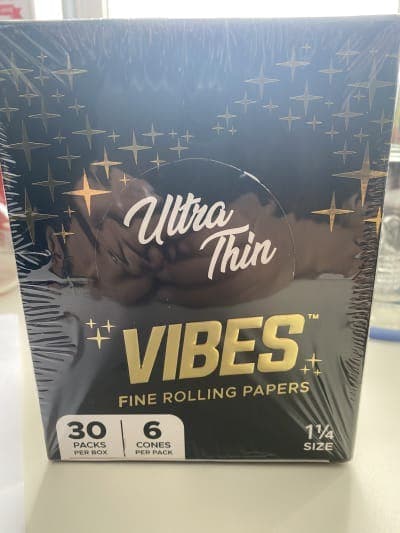 Ultra
Thin
VIBES™
FINE ROLLING PAPERS
30
PACKS
PER BOX
6
CONES
PER PACK
1¼
SIZE